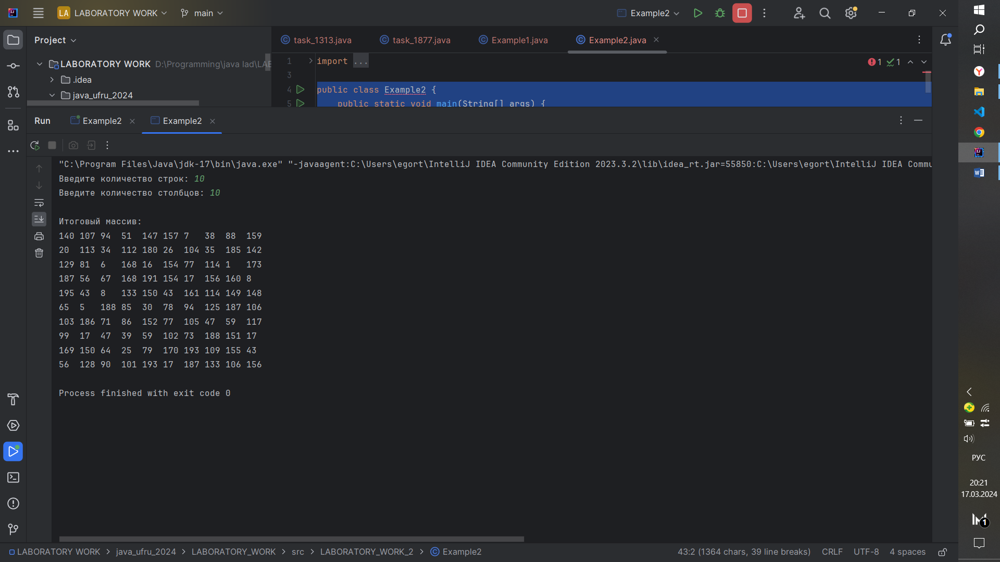 LA LABORATORY WORK main Example2
Project
task_1313.java task_1877.java Example1.java Example2.java
LABORATORY WORK D:\Programming\java lad\LAB
.idea
java_ufru_2024
1 import ...
3
4 public class Example2 {
5 public static void main(String[] args) {
1 1
Run Example2 Example2
"C:\Program Files\Java\jdk-17\bin\java.exe" "-javaagent:C:\Users\egort\IntelliJ IDEA Community Edition 2023.3.2\lib\idea_rt.jar=55850:C:\Users\egort\IntelliJ IDEA Commu
Введите количество строк: 10
Введите количество столбцов: 10
Итоговый массив:
140 107 94 51 147 157 7 38 88 159
20 113 34 112 180 26 104 35 185 142
129 81 6 168 16 154 77 114 1 173
187 56 67 168 191 154 17 156 160 8
195 43 8 133 150 43 161 114 149 148
65 5 188 85 30 78 94 125 187 106
103 186 71 86 152 77 105 47 59 117
99 17 47 39 59 102 73 188 151 17
169 150 64 25 79 170 193 109 155 43
56 128 90 101 193 17 187 133 106 156
Process finished with exit code 0
LABORATORY WORK > java_ufru_2024 > LABORATORY_WORK > src > LABORATORY_WORK_2 > Example2
43:2 (1364 chars, 39 line breaks) CRLF UTF-8 4 spaces
РУС
20:21
17.03.2024
1